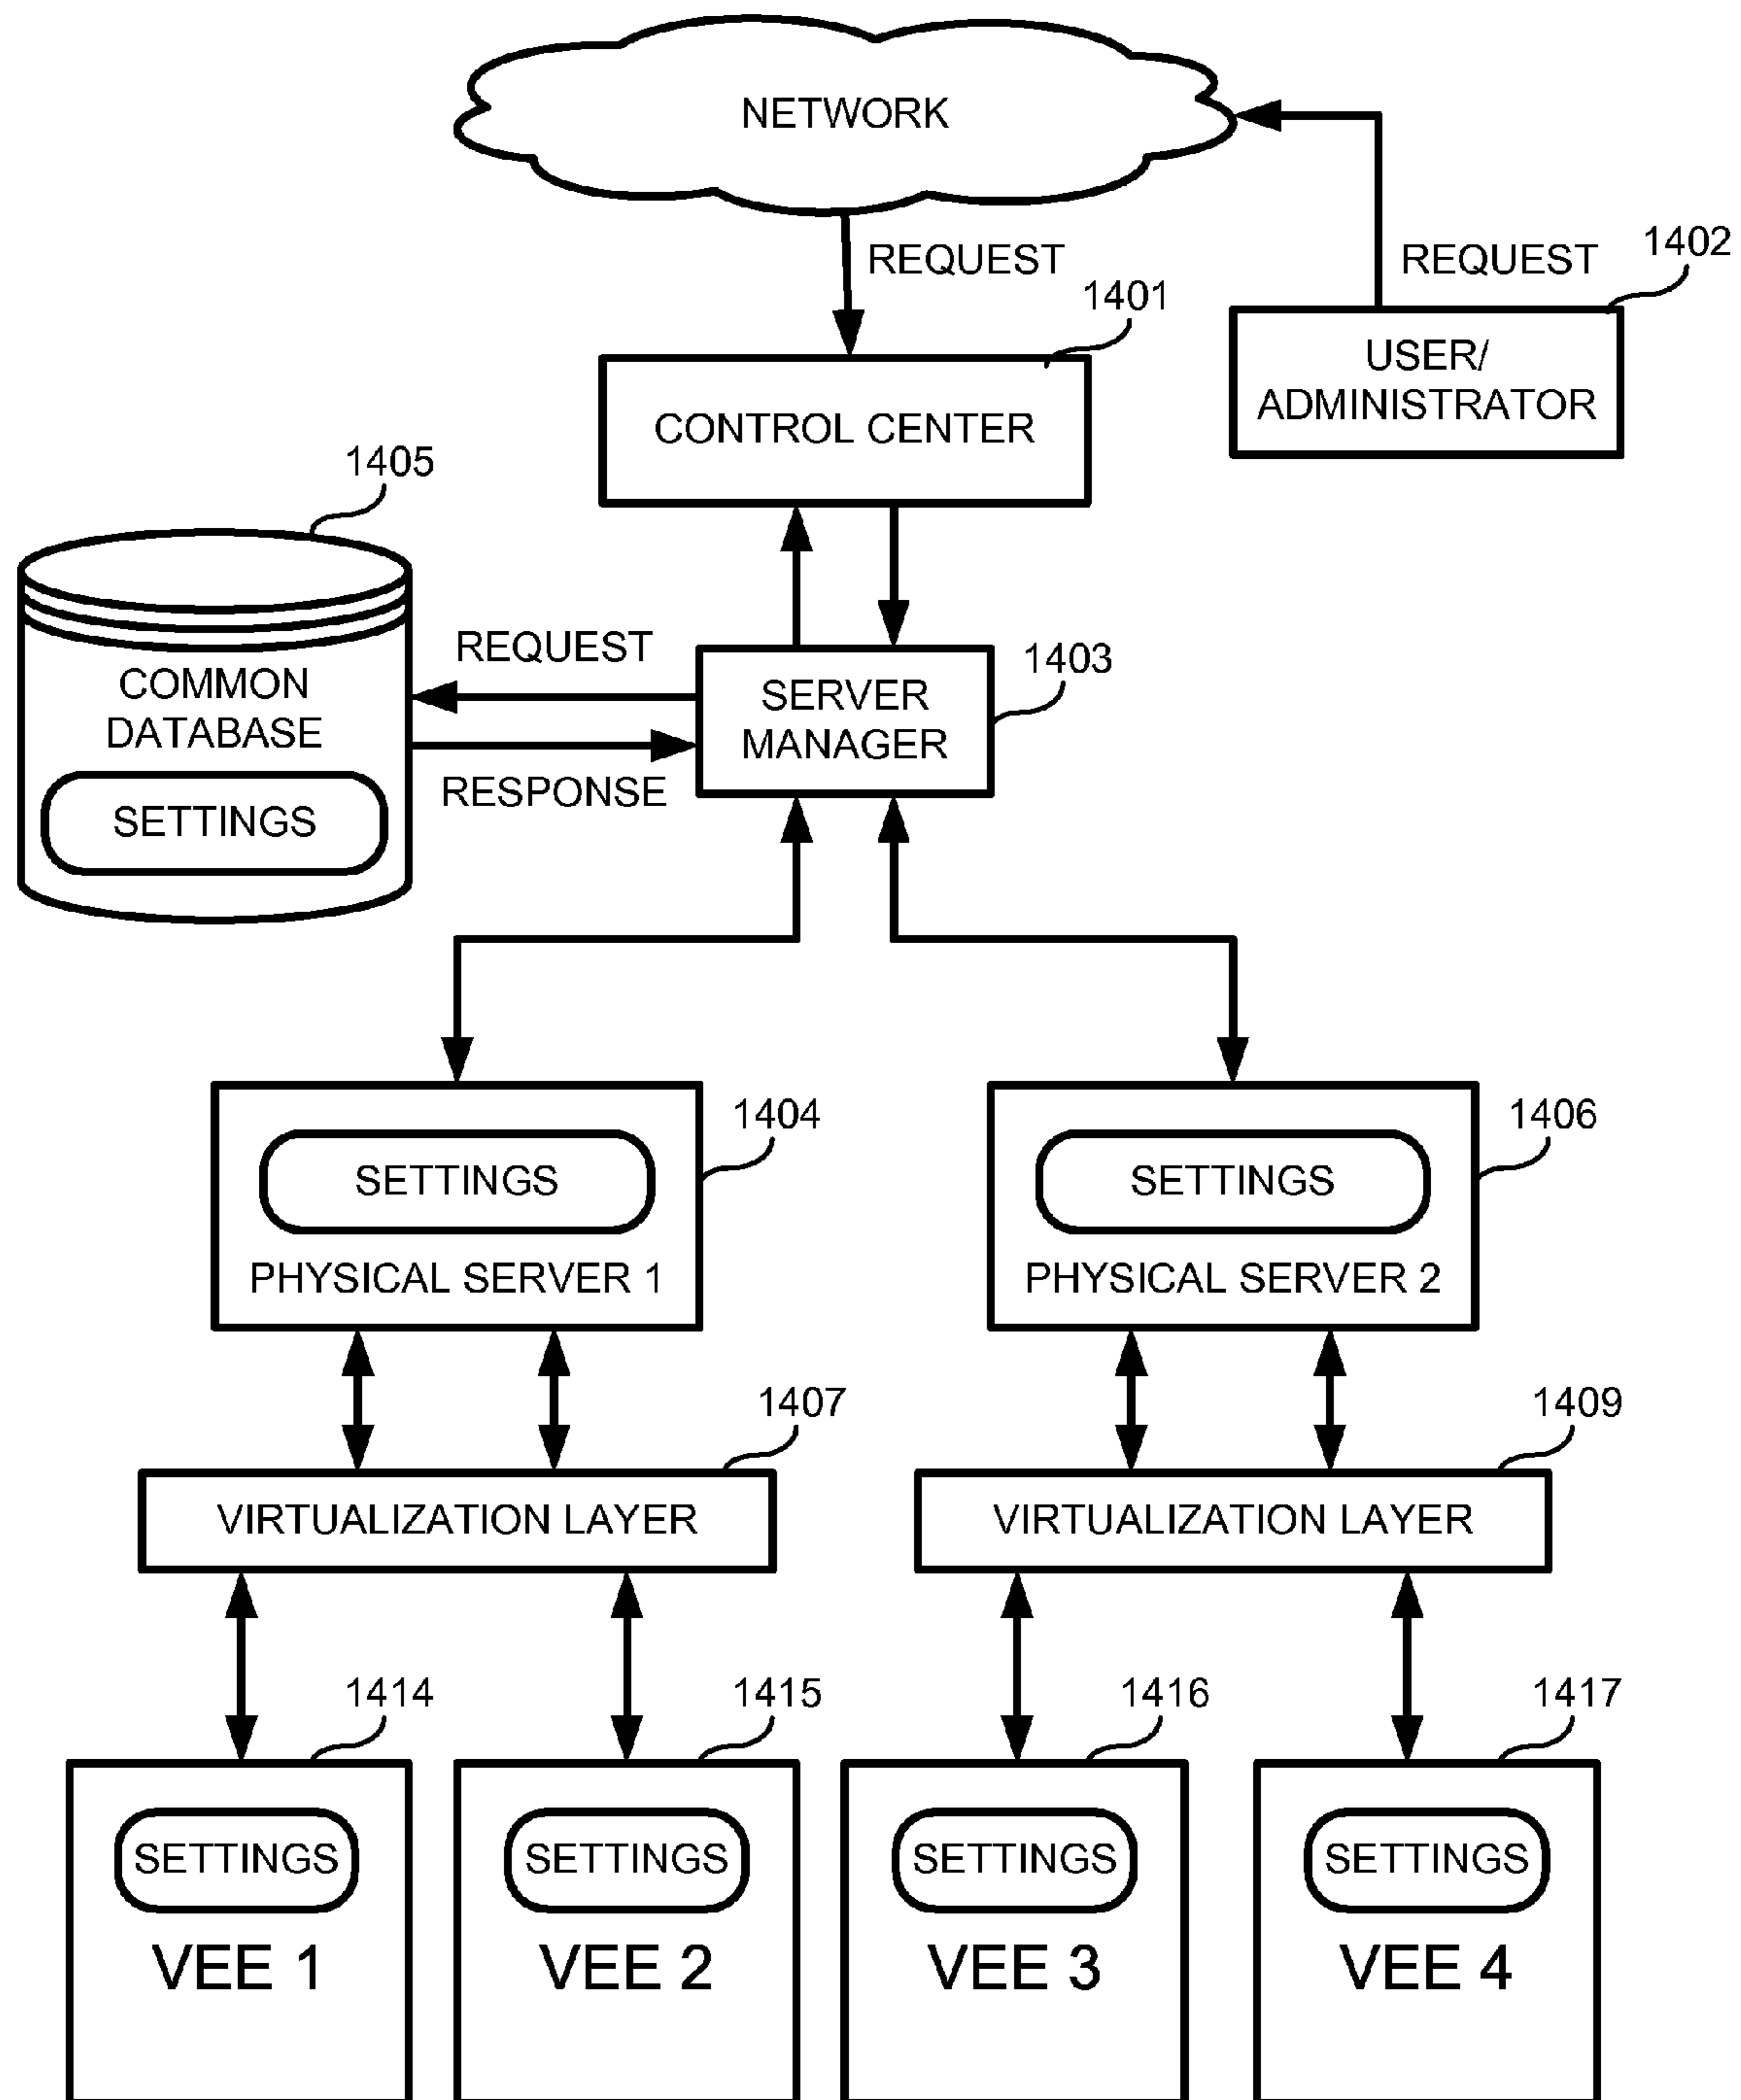 NETWORK
REQUEST
REQUEST
1402
1401
USER/
ADMINISTRATOR
CONTROL CENTER
1405
REQUEST
1403
COMMON
DATABASE
SERVER
MANAGER
RESPONSE
SETTINGS
1404
1406
SETTINGS
SETTINGS
PHYSICAL SERVER 1
PHYSICAL SERVER 2
1407
1409
VIRTUALIZATION LAYER
VIRTUALIZATION LAYER
1414
1415
1416
1417
SETTINGS
SETTINGS
SETTINGS
SETTINGS
VEE 1
VEE 2
VEE 3
VEE 4